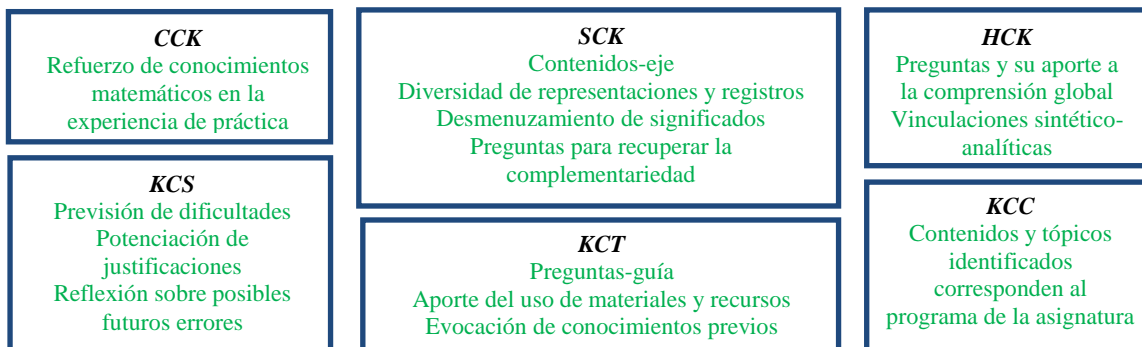 CCK
Refuerzo de conocimientos
matemáticos en la
experiencia de práctica
SCK
Contenidos-eje
Diversidad de representaciones y registros
Desmenuzamiento de significados
Preguntas para recuperar la
complementariedad
HCK
Preguntas y su aporte a
la comprensión global
Vinculaciones sintético-
analíticas
KCS
Previsión de dificultades
Potenciación de
justificaciones
Reflexión sobre posibles
futuros errores
KCT
Preguntas-guía
Aporte del uso de materiales y recursos
Evocación de conocimientos previos
KCC
Contenidos y tópicos
identificados
corresponden al
programa de la asignatura